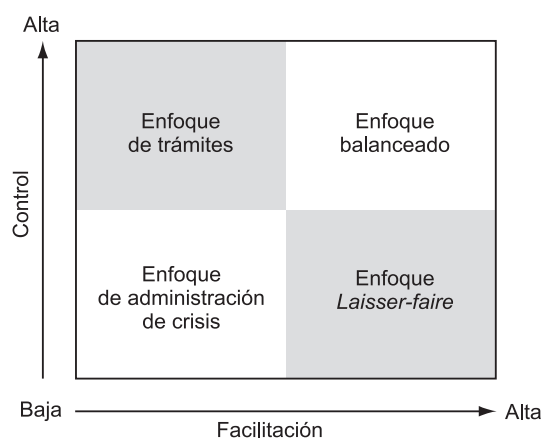 Alta
Control
Enfoque
de trámites
Enfoque
balanceado
Enfoque
de administración
de crisis
Enfoque
Laisser-faire
Baja
Facilitación
Alta